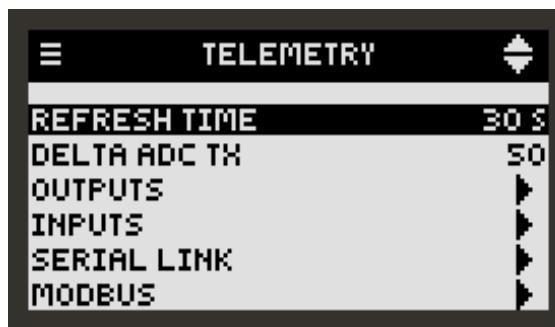 TELEMETRY
REFRESH TIME 30 S
DELTA ADC TX 50
OUTPUTS
INPUTS
SERIAL LINK
MODBUS